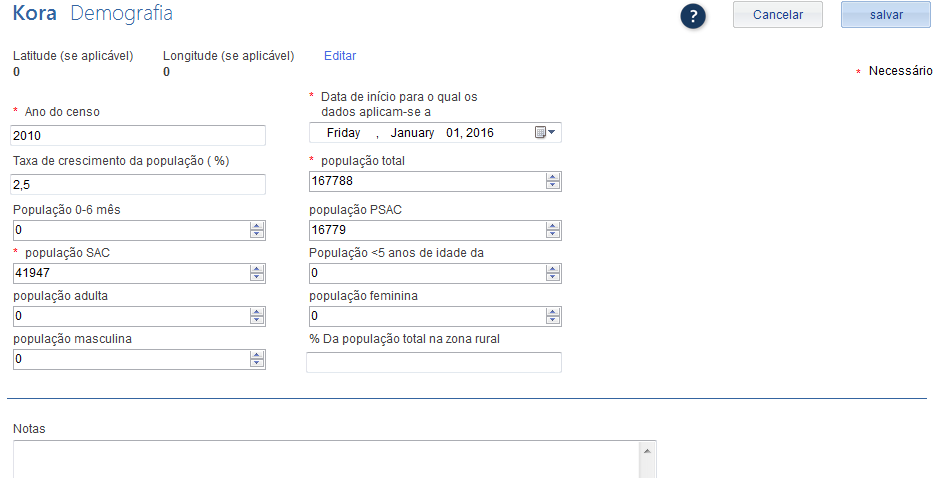 Kora Demografia
? Cancelar salvar
Latitude (se aplicável) Longitude (se aplicável) Editar
0 0
* Necessário
* Ano do censo
* Data de início para o qual os
dados aplicam-se a
2010
Friday , January 01, 2016
Taxa de crescimento da população ( %)
* população total
2,5
167788
População 0-6 mês
população PSAC
0
16779
* população SAC
População <5 anos de idade da
41947
0
população adulta
população feminina
0
0
população masculina
% Da população total na zona rural
0
Notas